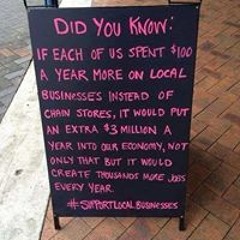 DID YOU KNOW:
IF EACH OF US SPENT $100
A YEAR MORE ON LOCAL
BUSINESSES INSTEAD OF
CHAIN STORES, IT WOULD PUT
AN EXTRA $3 MILLION A
YEAR INTO OUR ECONOMY, NOT
ONLY THAT BUT IT WOULD
CREATE THOUSANDS MORE JOBS
EVERY YEAR.
#SUPPORTLOCALBUSINESSES